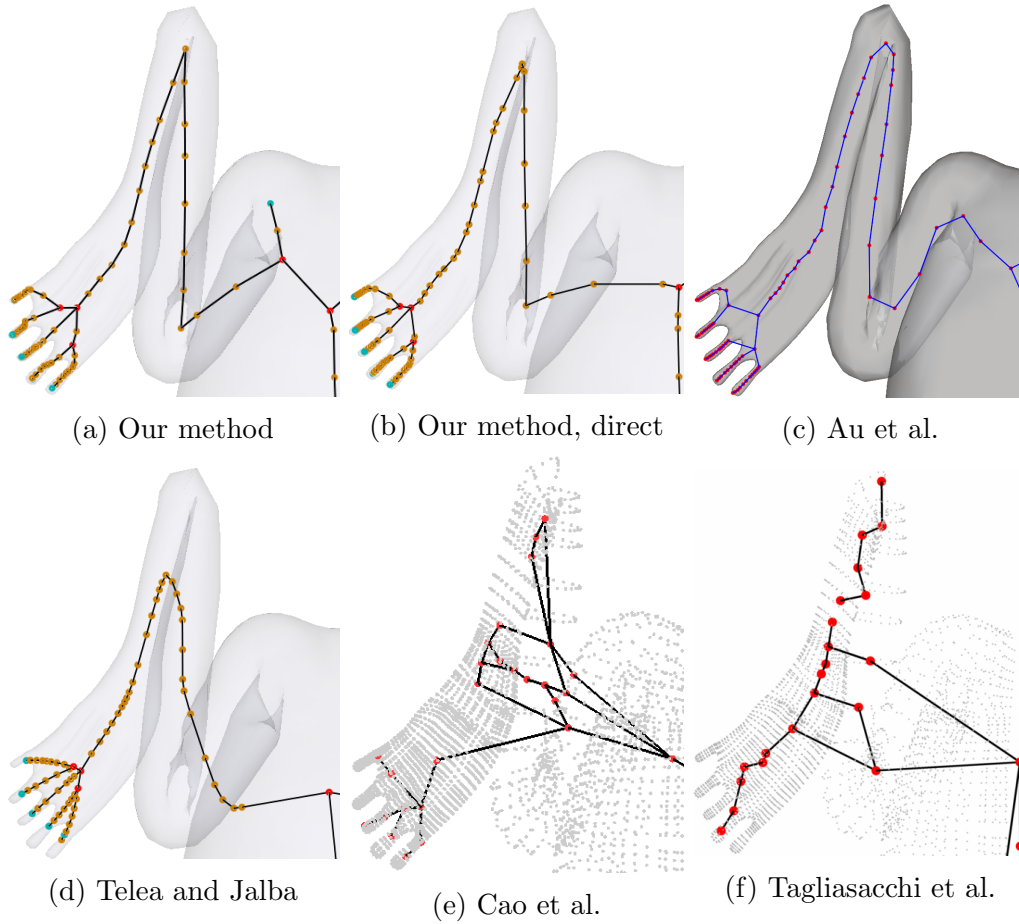 (a) Our method
(b) Our method, direct
(c) Au et al.
(d) Telea and Jalba
(e) Cao et al.
(f) Tagliasacchi et al.